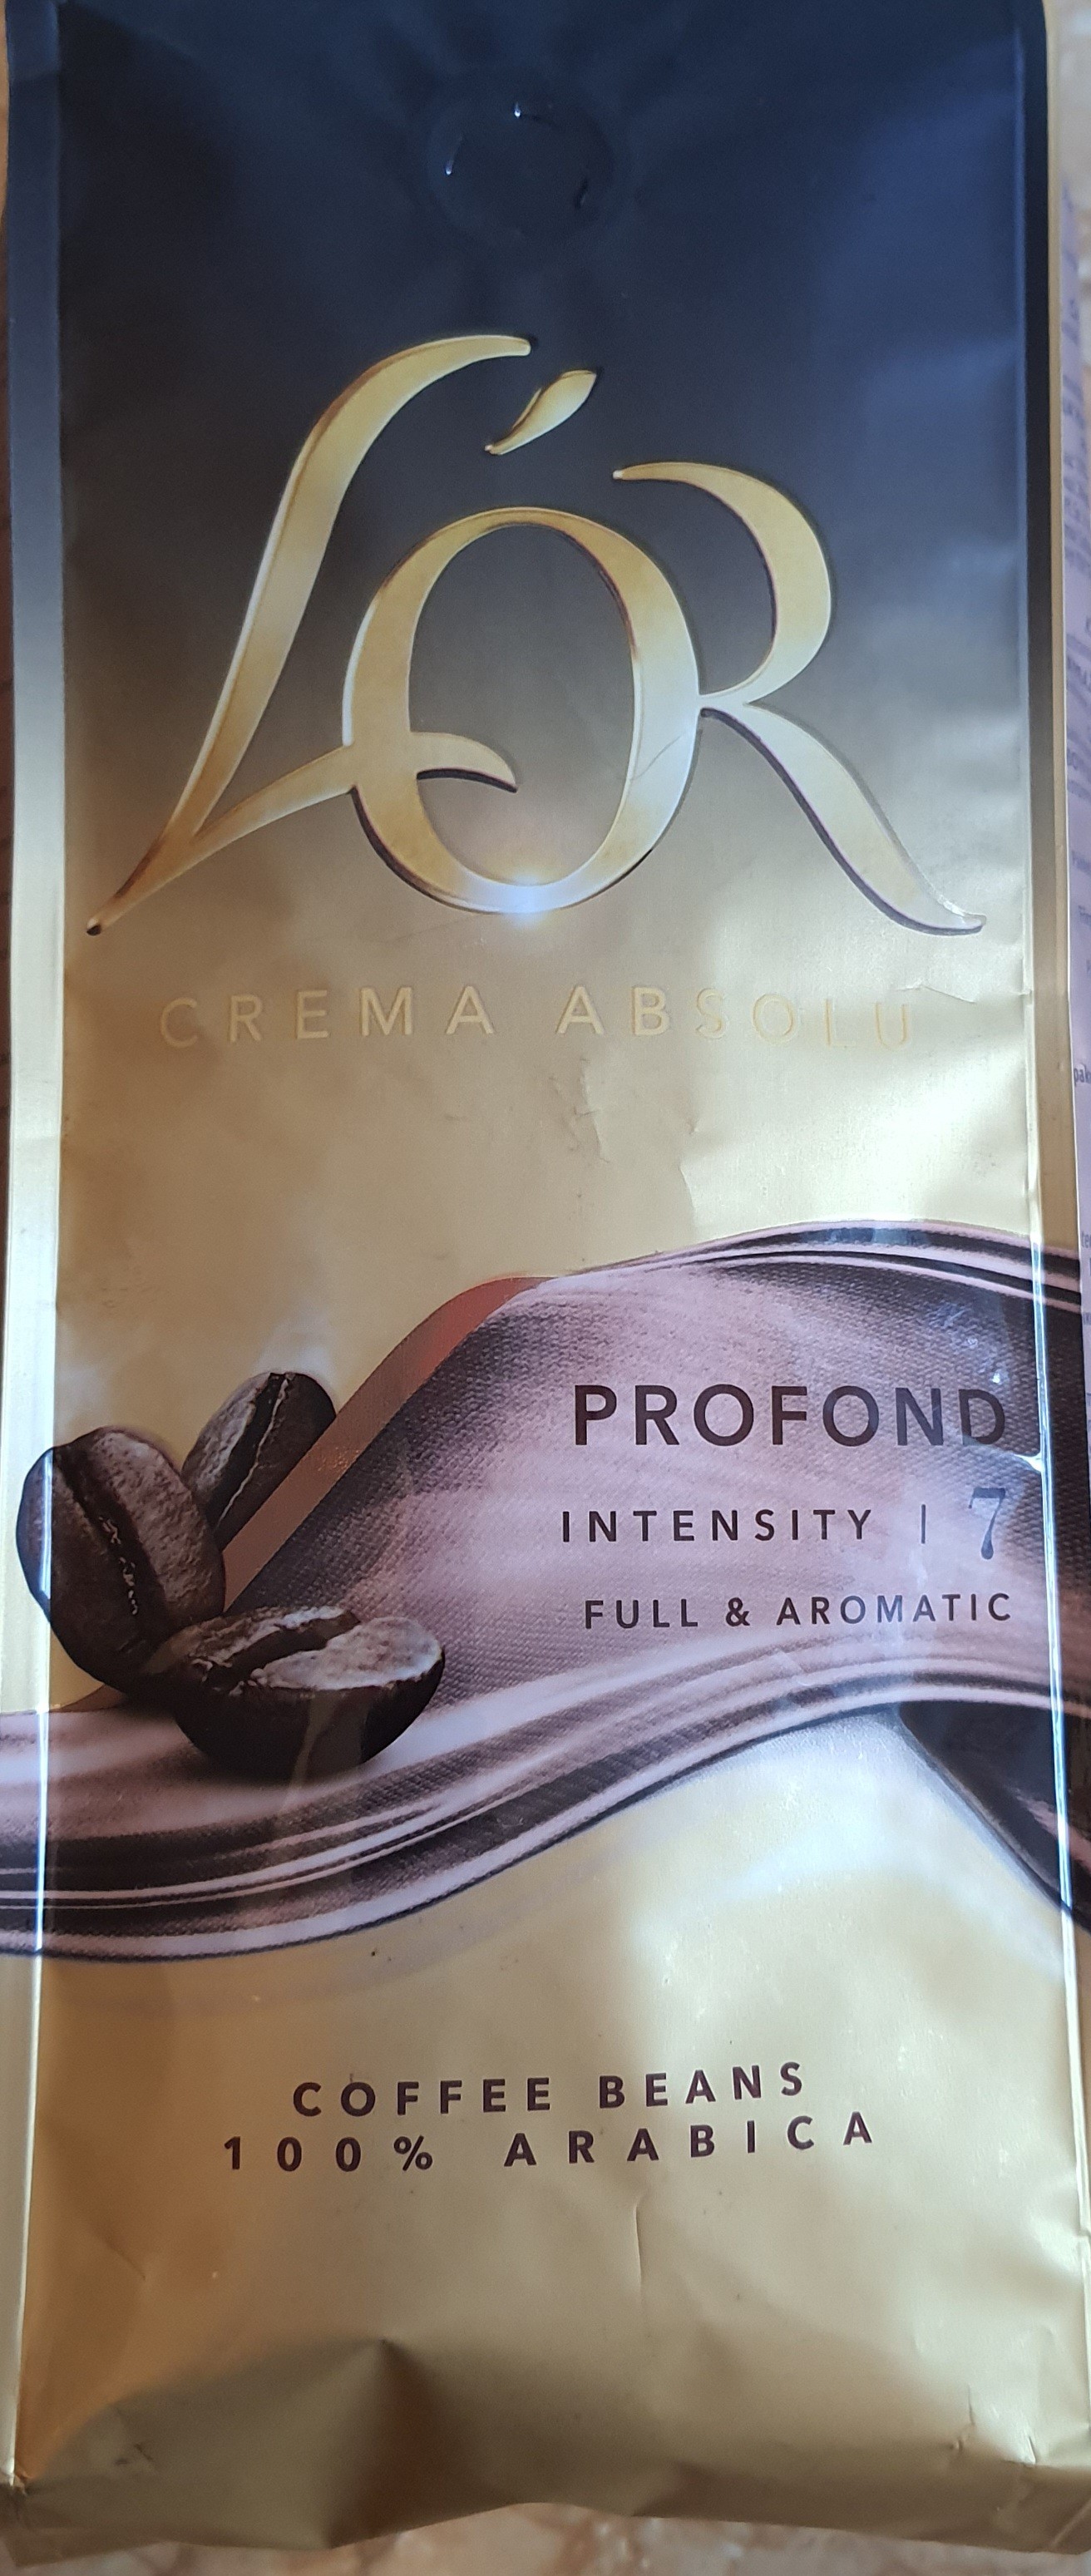 L'OR
CREMA ABSOLU
PROFOND
INTENSITY | 7
FULL & AROMATIC
COFFEE BEANS
100% ARABICA